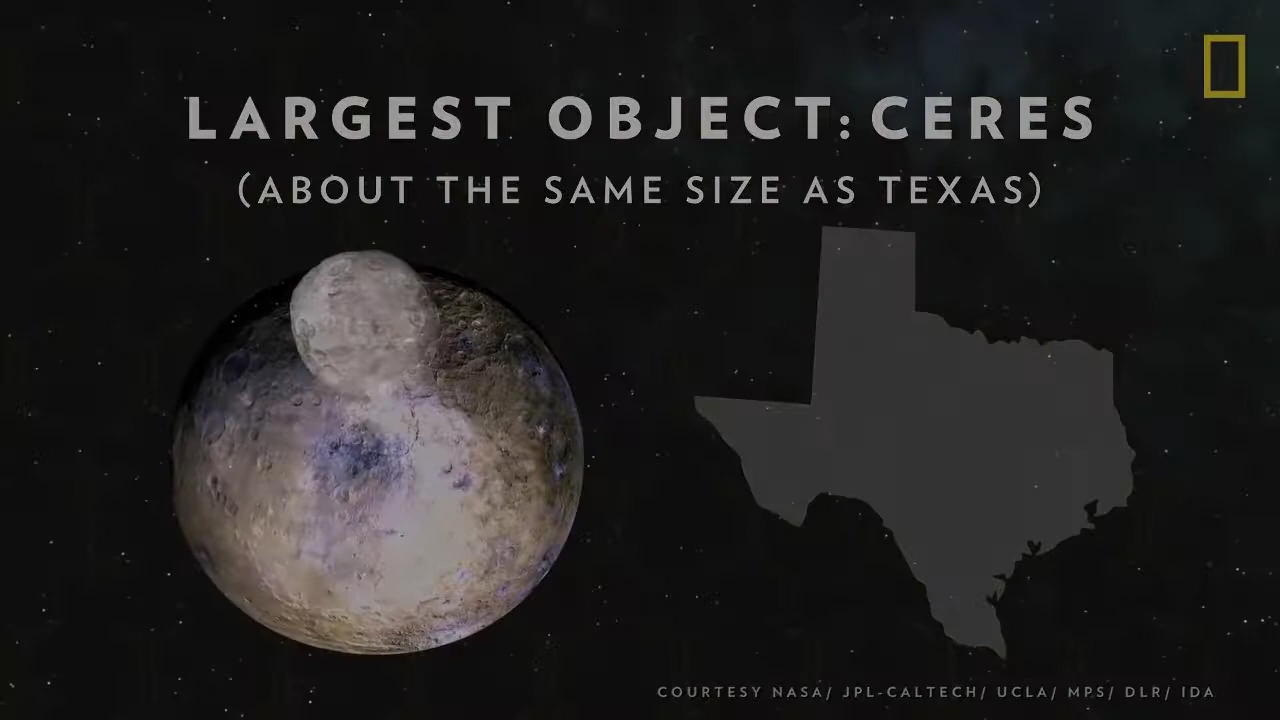 LARGEST OBJECT: CERES
(ABOUT THE SAME SIZE AS TEXAS)
COURTESY NASA/ JPL-CALTECH/ UCLA/ MPS/ DLR/ IDA